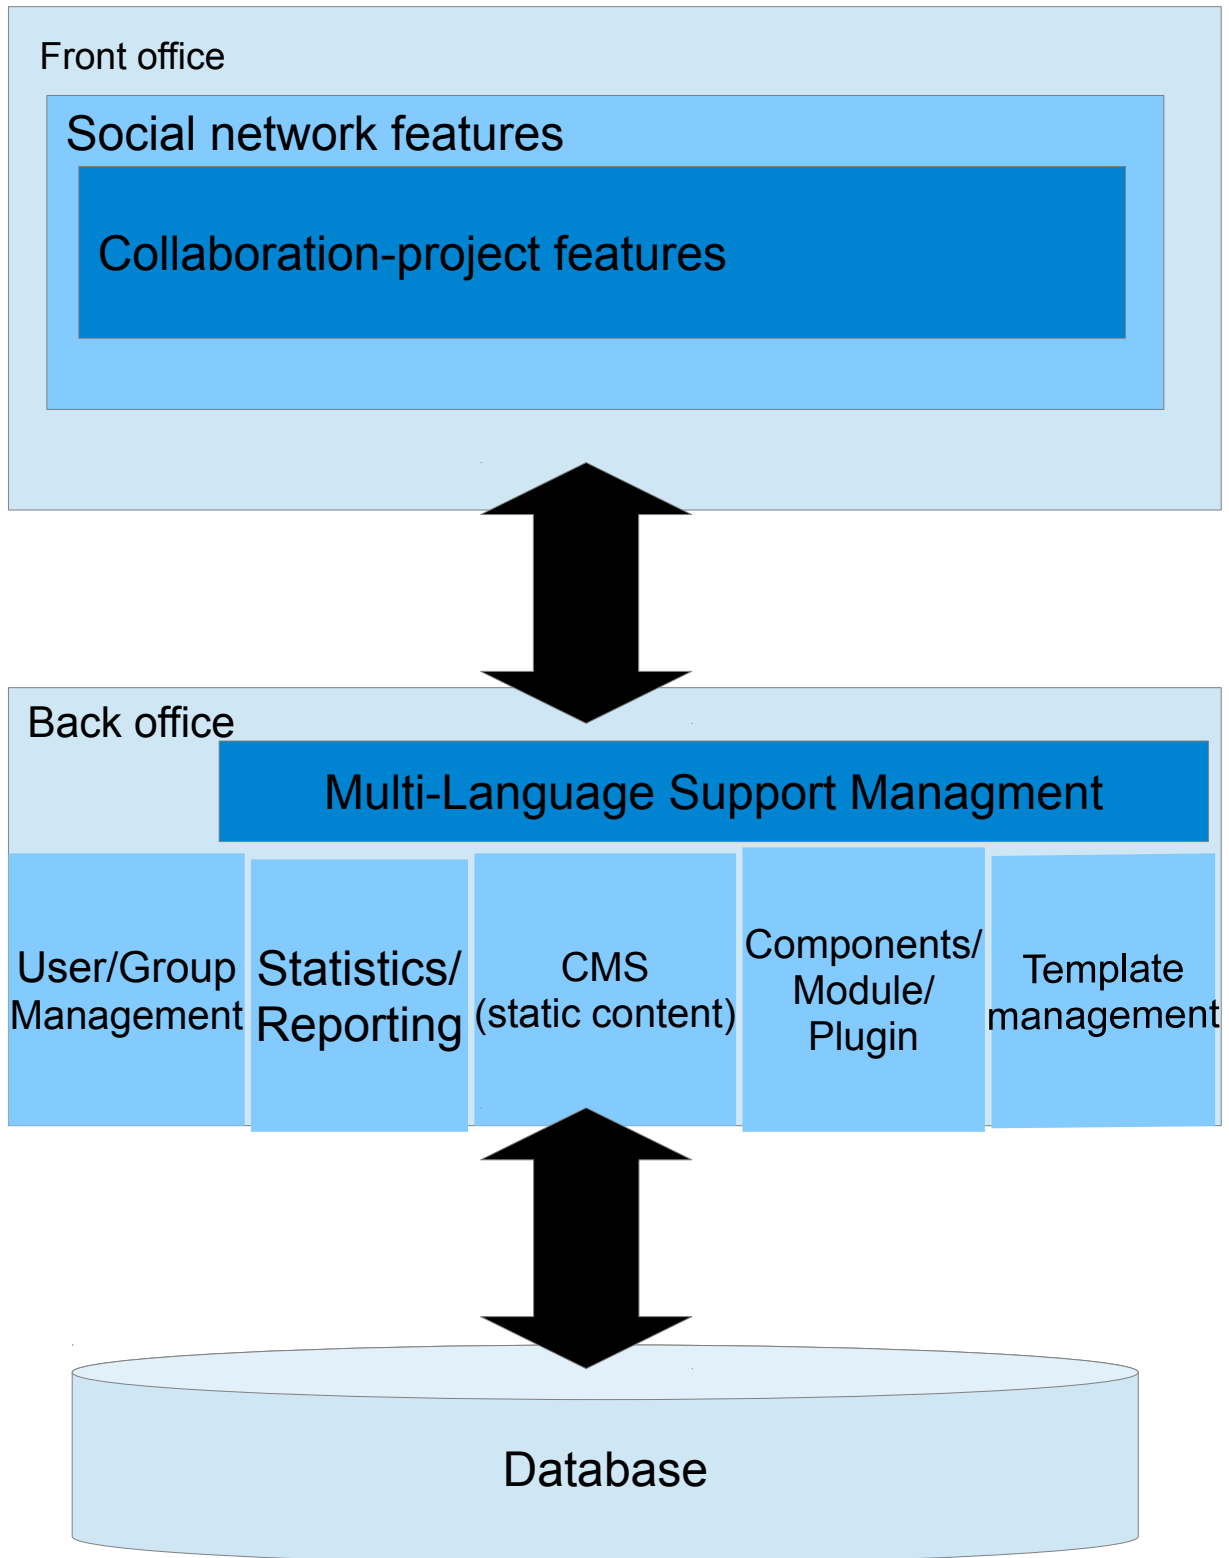 Front office
Social network features
Collaboration-project features
Back office
Multi-Language Support Managment
User/Group
Management
Statistics/
Reporting
CMS
(static content)
Components/
Module/
Plugin
Template
management
Database